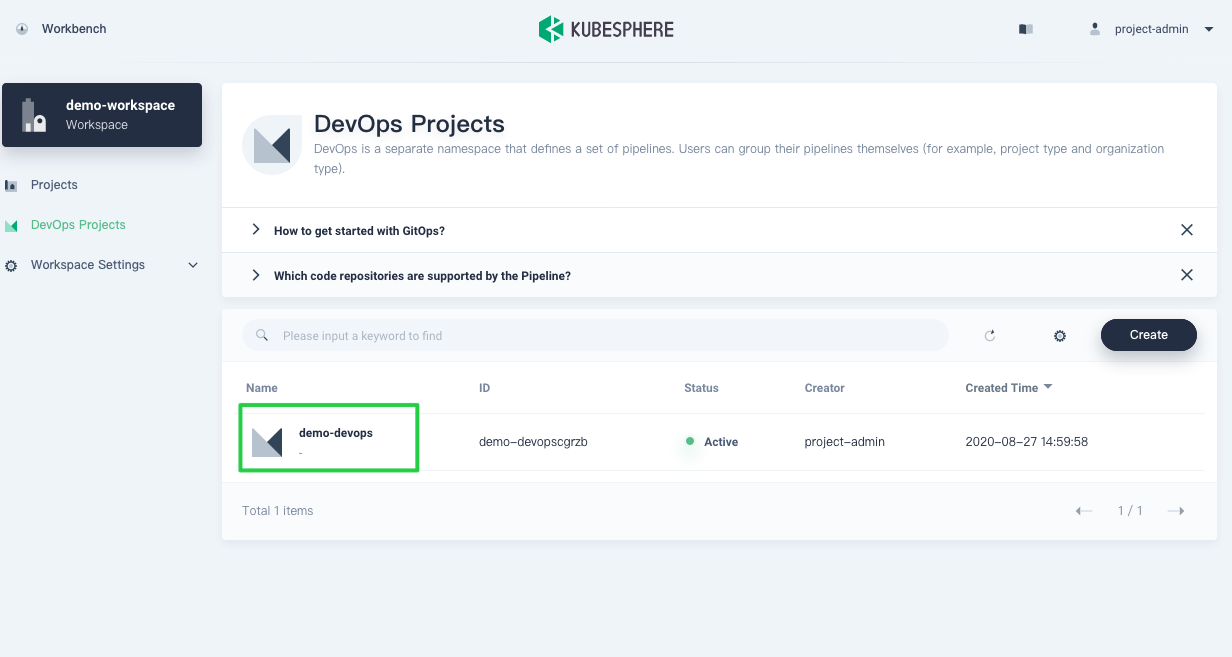 Workbench
KUBESPHERE
project-admin
demo-workspace
Workspace
Projects
DevOps Projects
Workspace Settings
DevOps Projects
DevOps is a separate namespace that defines a set of pipelines. Users can group their pipelines themselves (for example, project type and organization
type).
How to get started with GitOps?
Which code repositories are supported by the Pipeline?
Please input a keyword to find
Create
Name ID Status Creator Created Time
demo-devops
-
demo-devopscgrzb Active project-admin 2020-08-27 14:59:58
Total 1 items
1 / 1